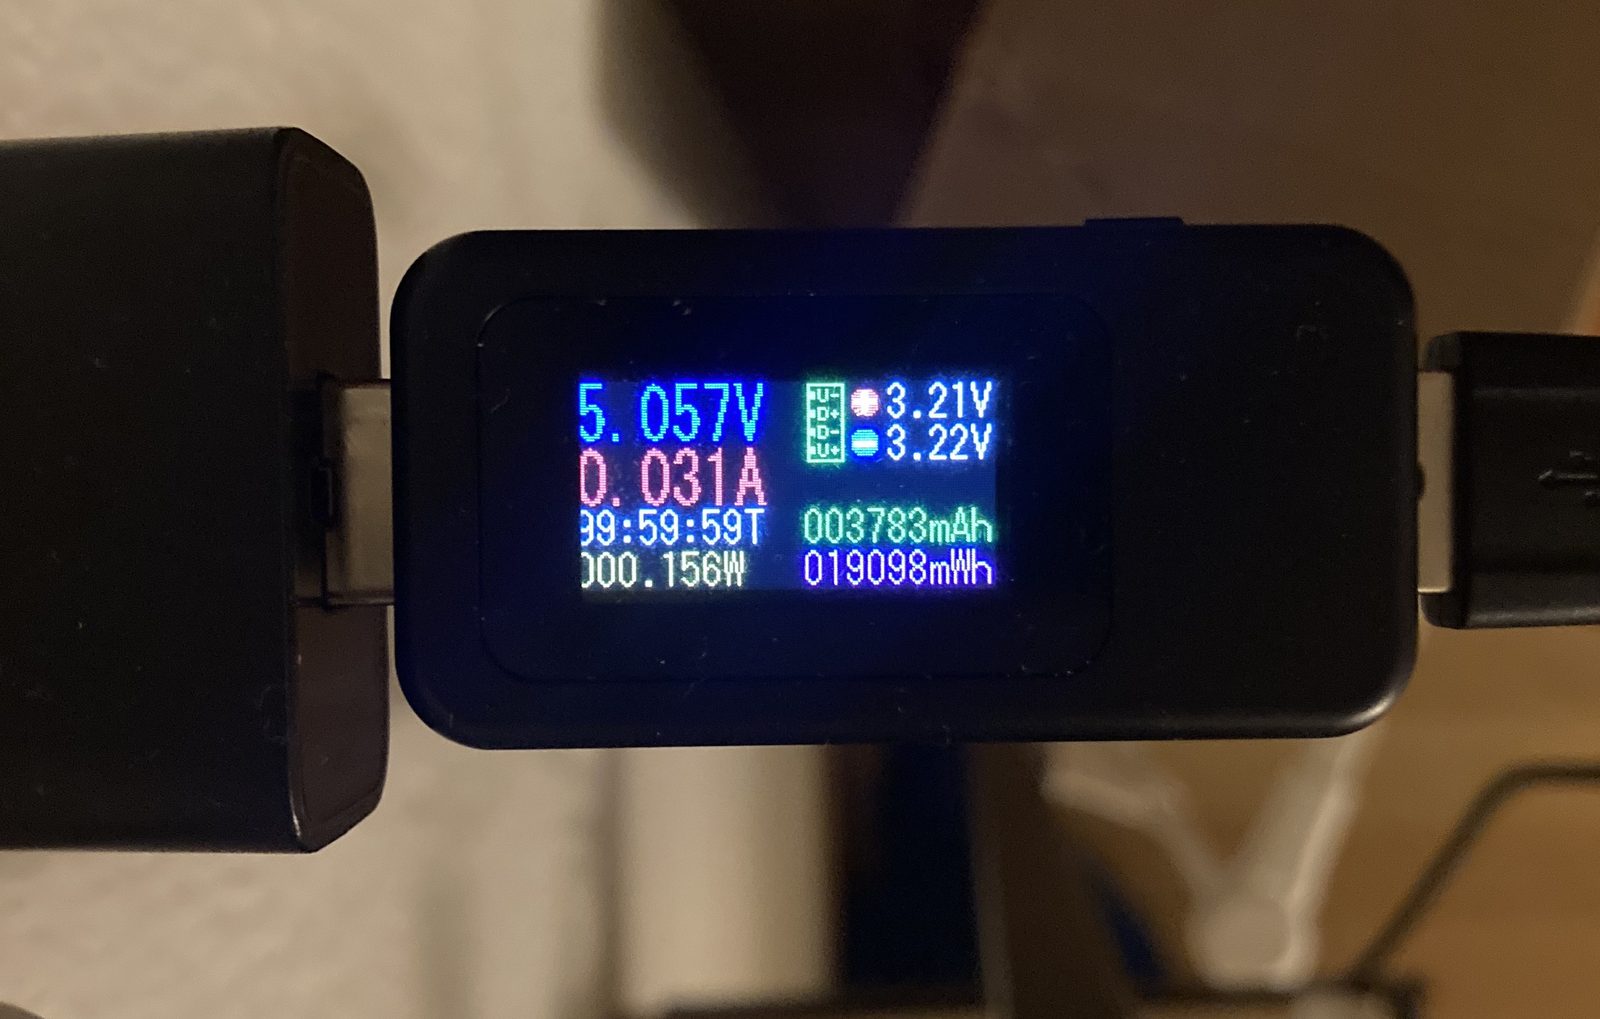 5.057V
0.031A
99:59:59T
000.156W
U-
D+
D-
U+
3.21V
3.22V
003783mAh
019098mWh